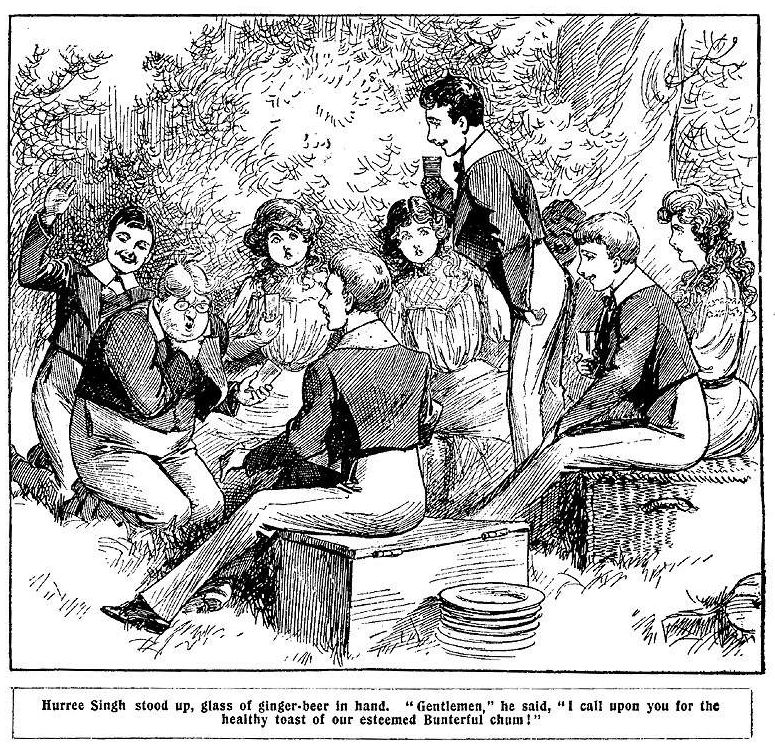 Hurree Singh stood up, glass of ginger-beer in hand. "Gentlemen," he said, "I call upon you for the
healthy toast of our esteemed Bunterful chum!"